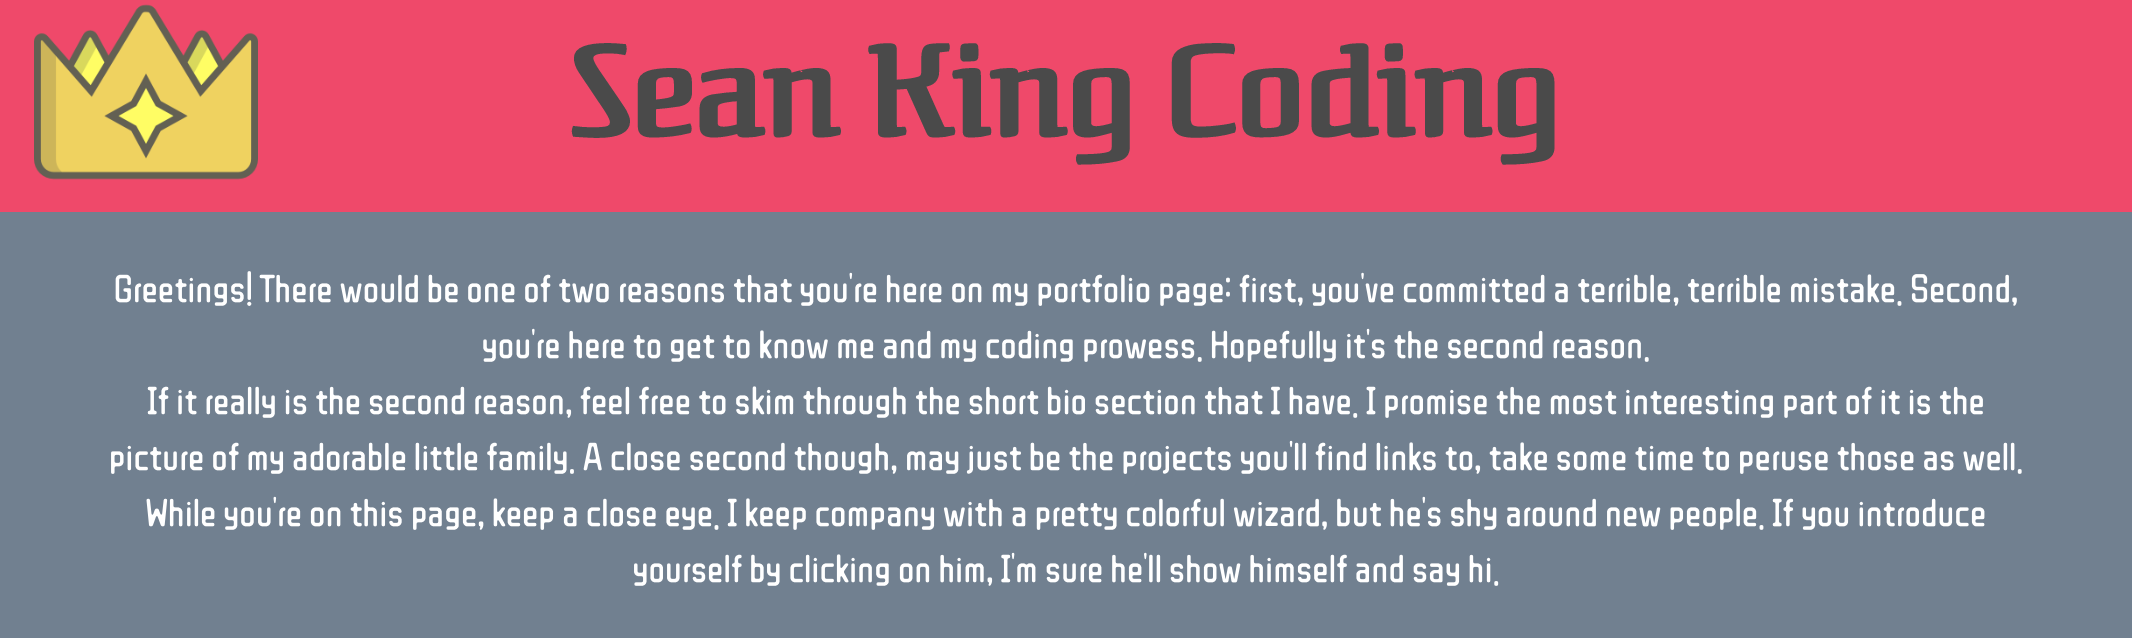 Sean King Coding
Greetings! There would be one of two reasons that you're here on my portfolio page: first, you've committed a terrible, terrible mistake. Second,
you're here to get to know me and my coding prowess. Hopefully it's the second reason.
If it really is the second reason, feel free to skim through the short bio section that I have. I promise the most interesting part of it is the
picture of my adorable little family. A close second though, may just be the projects you'll find links to, take some time to peruse those as well.
While you're on this page, keep a close eye. I keep company with a pretty colorful wizard, but he's shy around new people. If you introduce
yourself by clicking on him, I'm sure he'll show himself and say hi.